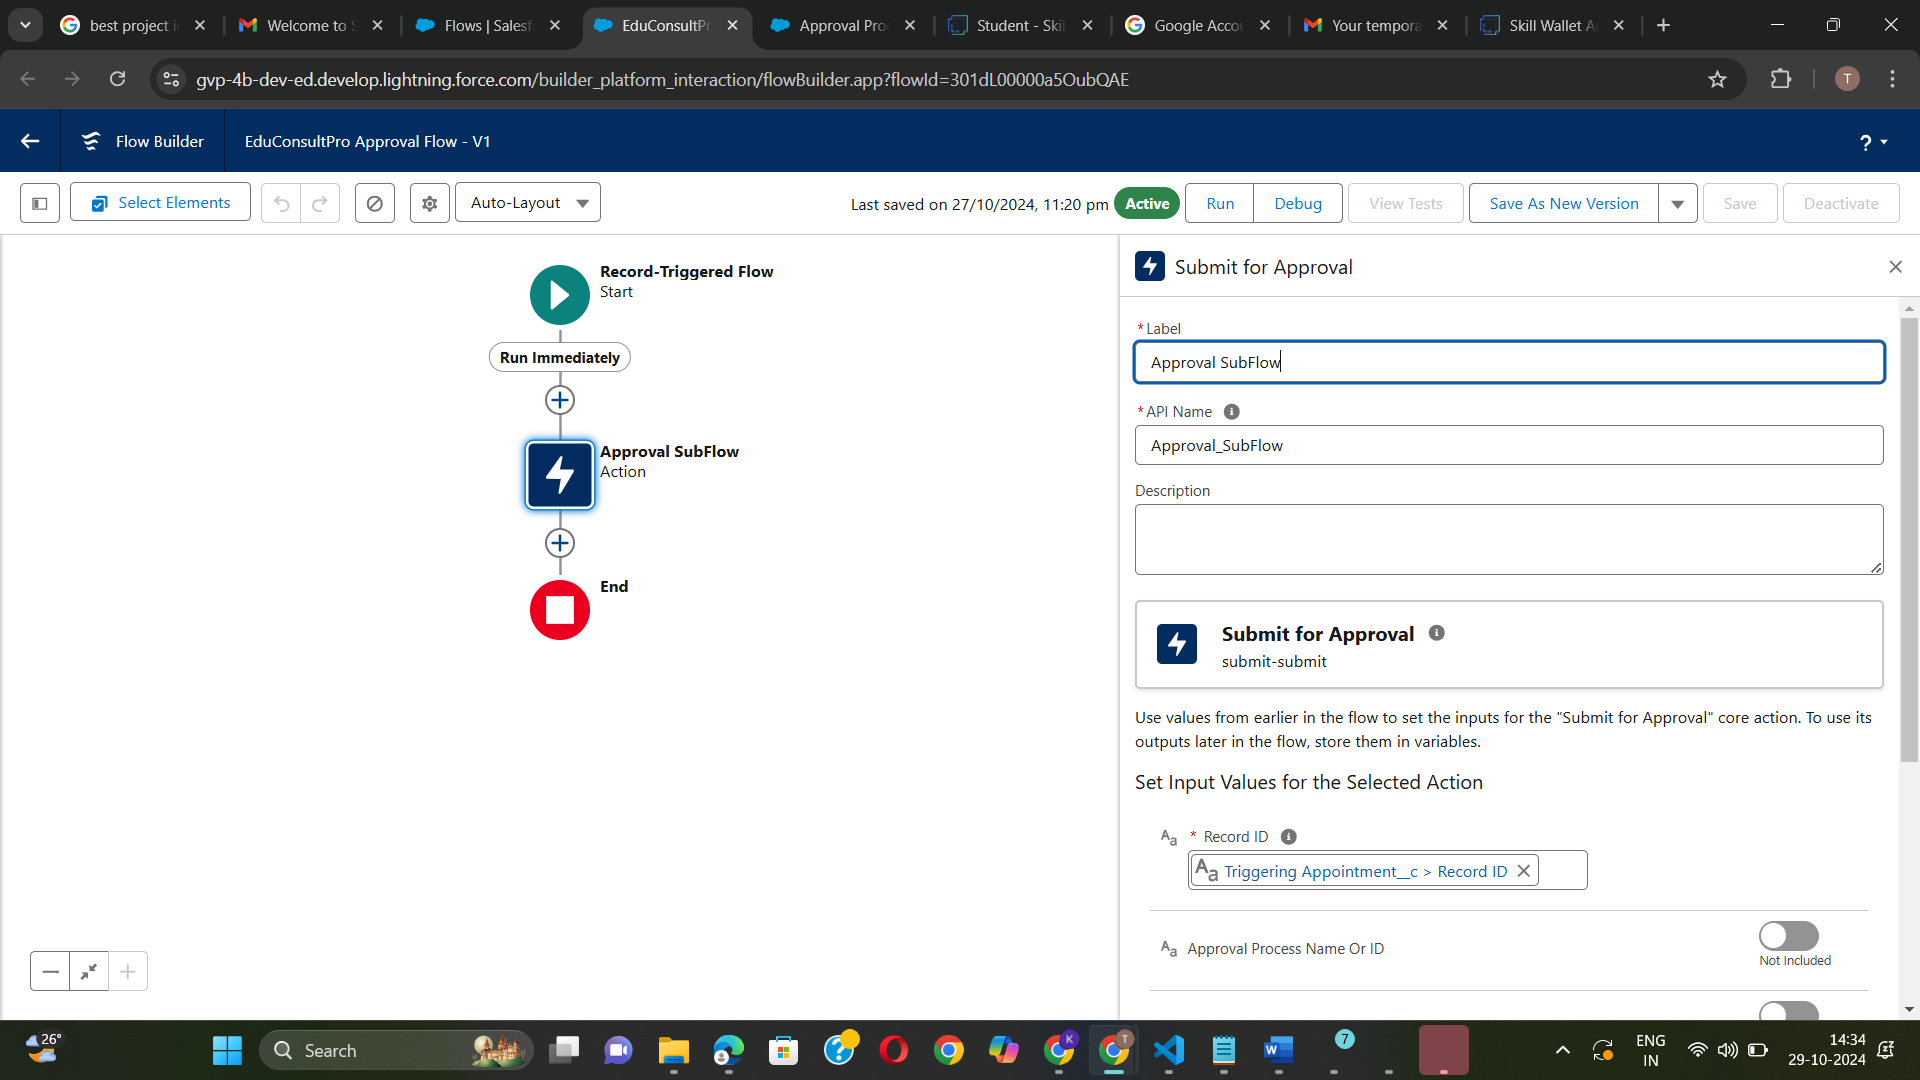 best project i
Welcome to S
Flows | Salesf
EduConsultPr
Approval Pro
Student - Skil
Google Accou
Your tempora
Skill Wallet A
gvp-4b-dev-ed.develop.lightning.force.com/builder_platform_interaction/flowBuilder.app?flowId=301dL00000a5OubQAE
T
Flow Builder
EduConsultPro Approval Flow - V1
?
Select Elements
Auto-Layout
Last saved on 27/10/2024, 11:20 pm
Active
Run
Debug
View Tests
Save As New Version
Save
Deactivate
Record-Triggered Flow
Start
Run Immediately
Approval SubFlow
Action
End
Submit for Approval
* Label
Approval SubFlow
* API Name
Approval_SubFlow
Description
Submit for Approval
submit-submit
Use values from earlier in the flow to set the inputs for the "Submit for Approval" core action. To use its
outputs later in the flow, store them in variables.
Set Input Values for the Selected Action
Aa * Record ID
Aa Triggering Appointment__c > Record ID
Aa Approval Process Name Or ID
Not Included
26°
Search
K
T
7
ENG
IN
14:34
29-10-2024